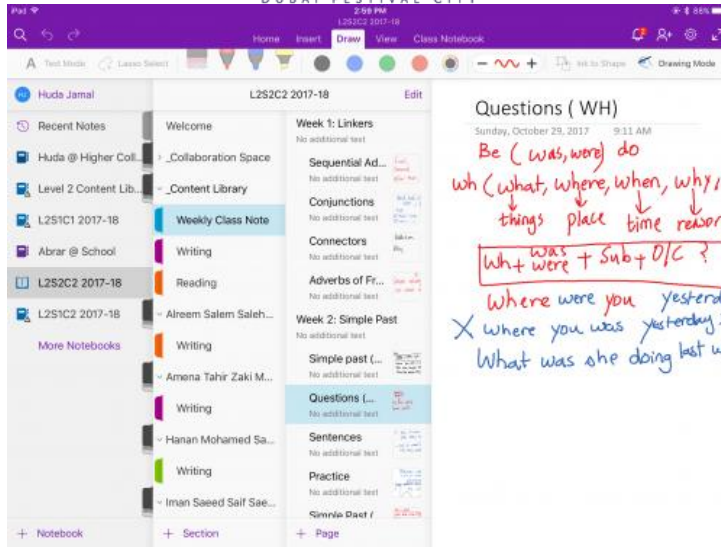 DUBAI FESTIVAL CITY
iPad
2:59 PM
88%
L2S2C2 2017-18
Home Insert Draw View Class Notebook
A Text Mode Lasso Select
Ink to Shape Drawing Mode
Huda Jamal
Recent Notes
Huda @ Higher Coll...
Level 2 Content Lib...
L2S1C1 2017-18
Abrar @ School
L2S2C2 2017-18
L2S1C2 2017-18
More Notebooks
+ Notebook
L2S2C2 2017-18 Edit
Welcome
_Collaboration Space
_Content Library
Weekly Class Note
Writing
Reading
Alreem Salem Saleh...
Writing
Amena Tahir Zaki M...
Writing
Hanan Mohamed Sa...
Writing
Iman Saeed Saif Sae...
+ Section
Week 1: Linkers
No additional text
Sequential Ad...
No additional text
Conjunctions
No additional text
Connectors
No additional text
Adverbs of Fr...
No additional text
Week 2: Simple Past
No additional text
Simple past (...
No additional text
Questions (...
No additional text
Sentences
No additional text
Practice
No additional text
Simple Past (
+ Page
Questions ( WH)
Sunday, October 29, 2017 9:11 AM
Be ( was, were) do
wh (what, where, when, why,
things place time reason
Wh + was were + Sub + O/C ?
Where were you yesterd
X where you was yesterday
What was she doing last w